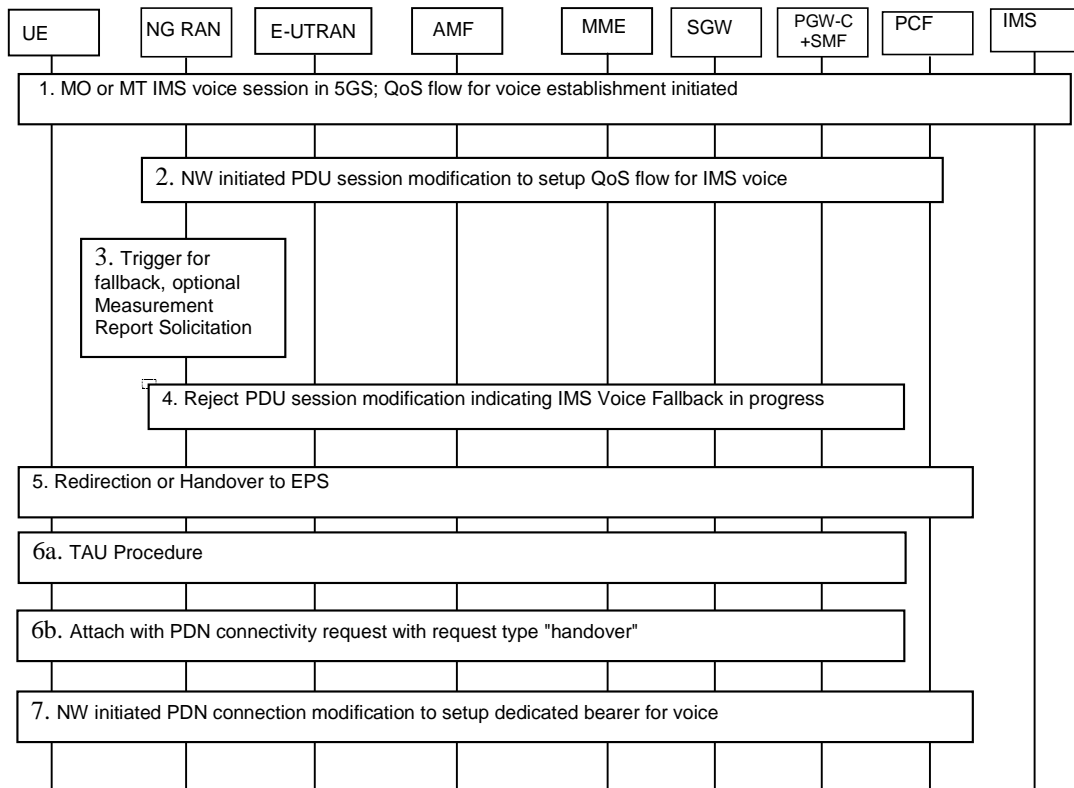 UE
NG RAN
E-UTRAN
AMF
MME
SGW
PGW-C
+SMF
PCF
IMS
1. MO or MT IMS voice session in 5GS; QoS flow for voice establishment initiated
2. NW initiated PDU session modification to setup QoS flow for IMS voice
3. Trigger for
fallback, optional
Measurement
Report Solicitation
4. Reject PDU session modification indicating IMS Voice Fallback in progress
5. Redirection or Handover to EPS
6a. TAU Procedure
6b. Attach with PDN connectivity request with request type "handover"
7. NW initiated PDN connection modification to setup dedicated bearer for voice